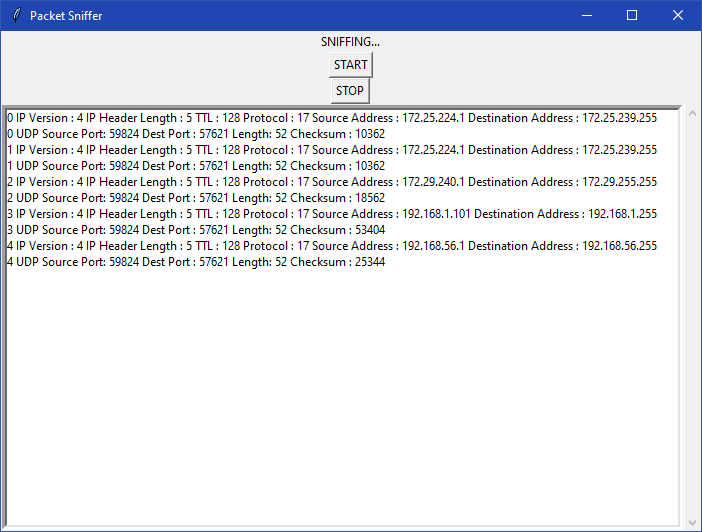 Packet Sniffer
SNIFFING...
START
STOP
0 IP Version : 4 IP Header Length : 5 TTL : 128 Protocol : 17 Source Address : 172.25.224.1 Destination Address : 172.25.239.255
0 UDP Source Port: 59824 Dest Port : 57621 Length: 52 Checksum : 10362
1 IP Version : 4 IP Header Length : 5 TTL : 128 Protocol : 17 Source Address : 172.25.224.1 Destination Address : 172.25.239.255
1 UDP Source Port: 59824 Dest Port : 57621 Length: 52 Checksum : 10362
2 IP Version : 4 IP Header Length : 5 TTL : 128 Protocol : 17 Source Address : 172.29.240.1 Destination Address : 172.29.255.255
2 UDP Source Port: 59824 Dest Port : 57621 Length: 52 Checksum : 18562
3 IP Version : 4 IP Header Length : 5 TTL : 128 Protocol : 17 Source Address : 192.168.1.101 Destination Address : 192.168.1.255
3 UDP Source Port: 59824 Dest Port : 57621 Length: 52 Checksum : 53404
4 IP Version : 4 IP Header Length : 5 TTL : 128 Protocol : 17 Source Address : 192.168.56.1 Destination Address : 192.168.56.255
4 UDP Source Port: 59824 Dest Port : 57621 Length: 52 Checksum : 25344